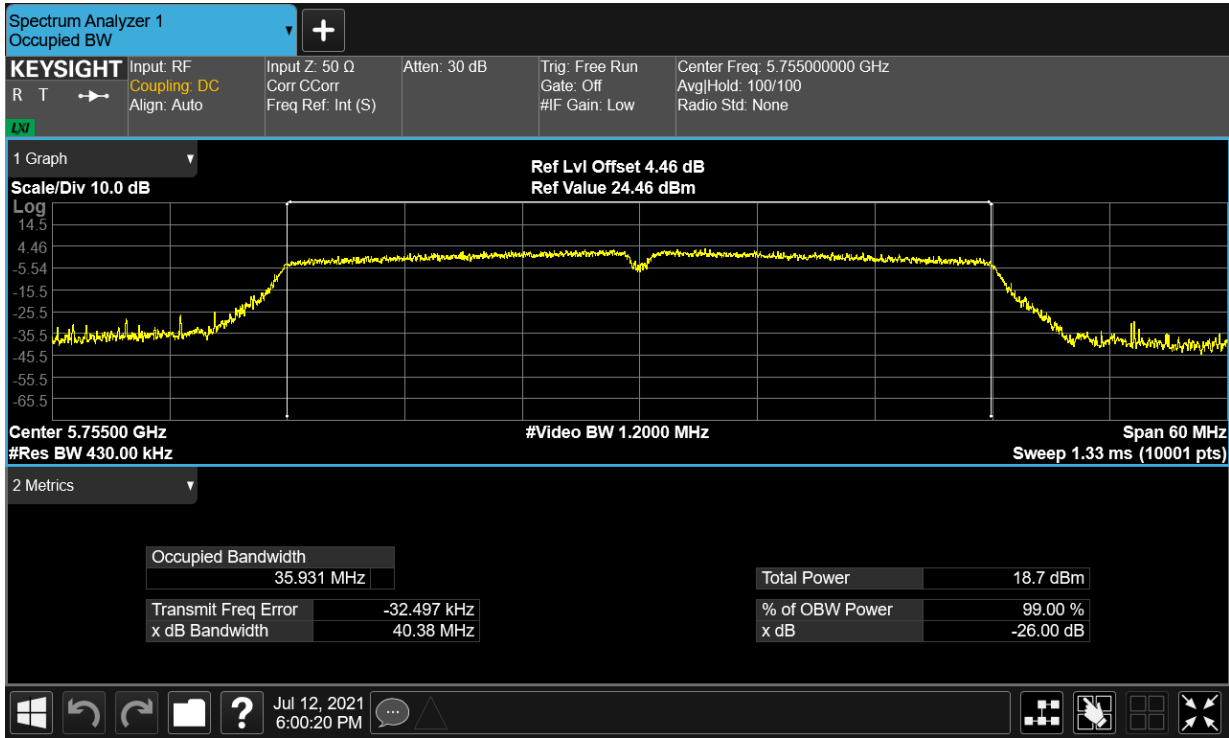 Spectrum Analyzer 1
Occupied BW
KEYSIGHT
R T
LXI
Input: RF
Coupling: DC
Align: Auto
Input Z: 50 Ω
Corr CCorr
Freq Ref: Int (S)
Atten: 30 dB
Trig: Free Run
Gate: Off
#IF Gain: Low
Center Freq: 5.755000000 GHz
Avg|Hold: 100/100
Radio Std: None
1 Graph
Scale/Div 10.0 dB
Ref Lvl Offset 4.46 dB
Ref Value 24.46 dBm
Log
14.5
4.46
-5.54
-15.5
-25.5
-35.5
-45.5
-55.5
-65.5
Center 5.75500 GHz
#Video BW 1.2000 MHz
Span 60 MHz
#Res BW 430.00 kHz
Sweep 1.33 ms (10001 pts)
2 Metrics
Occupied Bandwidth
35.931 MHz
Transmit Freq Error -32.497 kHz
x dB Bandwidth 40.38 MHz
Total Power 18.7 dBm
% of OBW Power 99.00 %
x dB -26.00 dB
?
Jul 12, 2021
6:00:20 PM